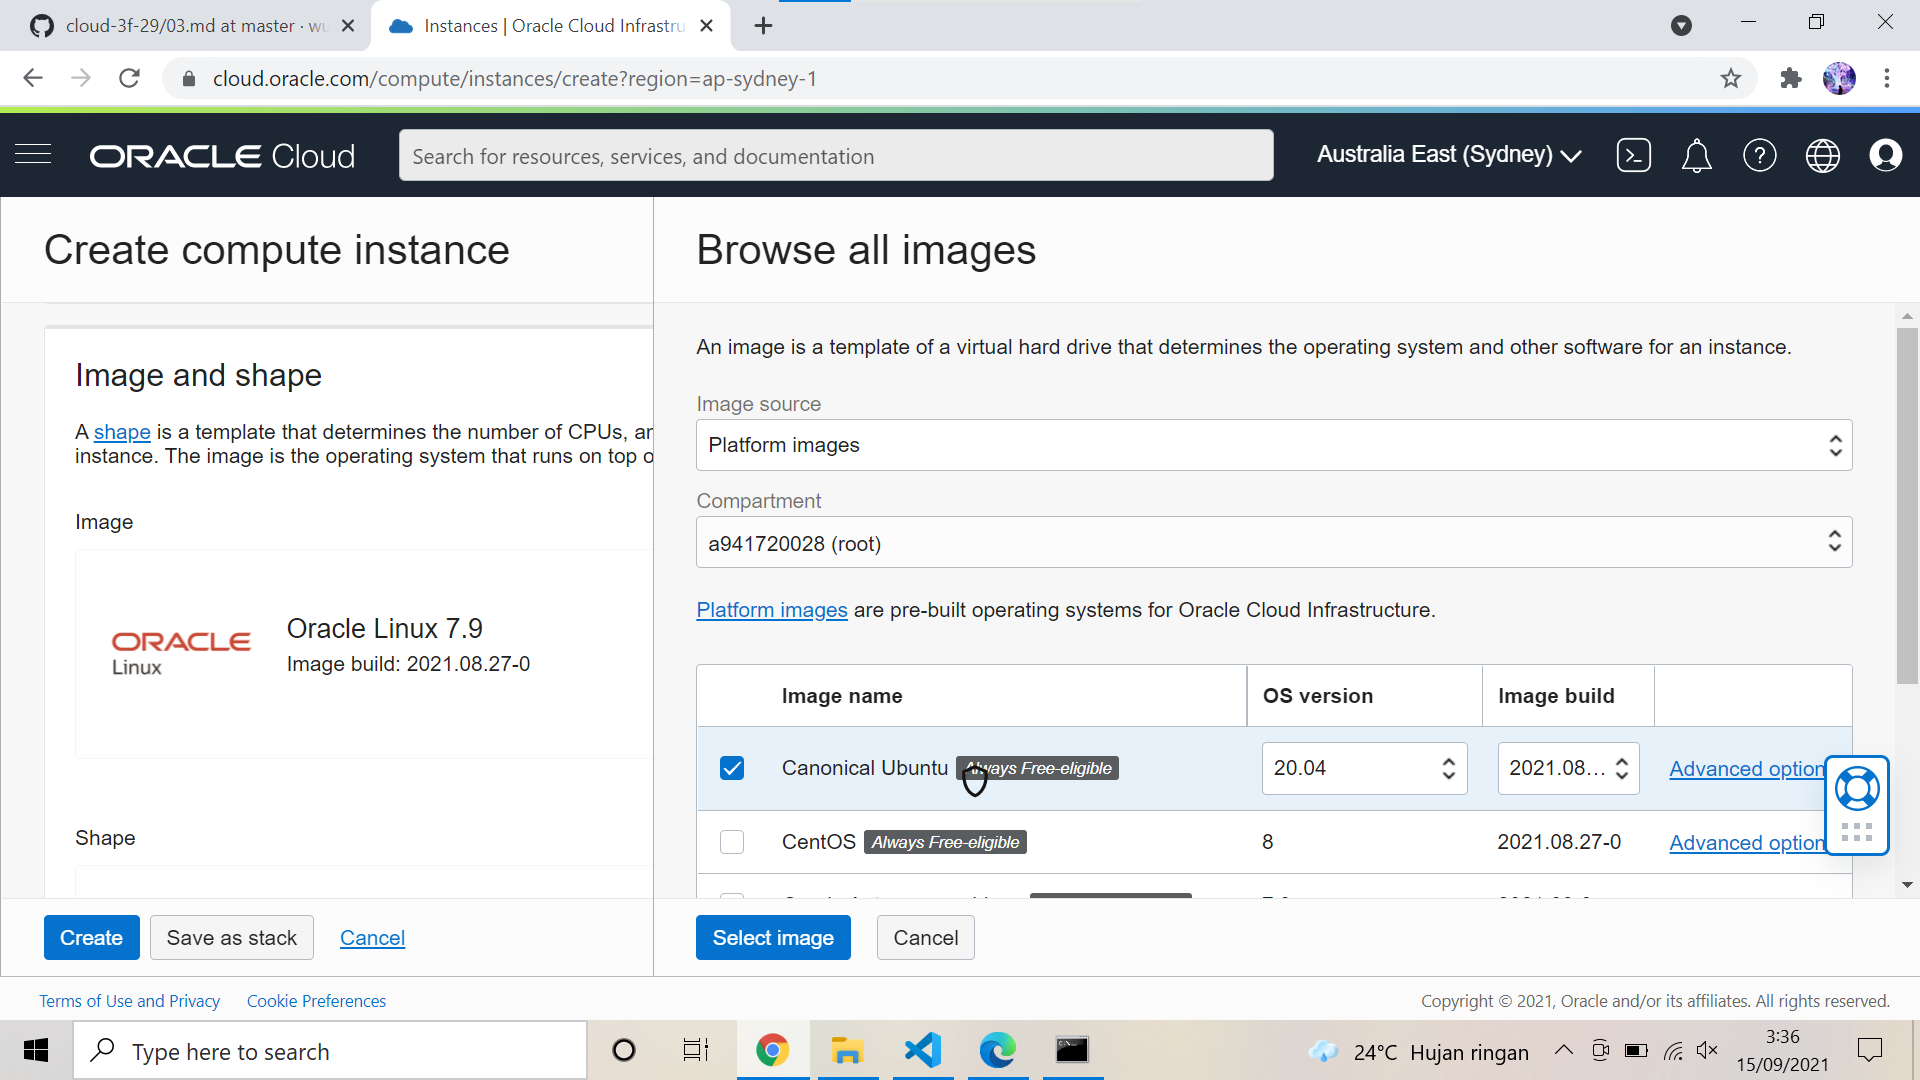 cloud-3f-29/03.md at master · wu
Instances | Oracle Cloud Infrastru
cloud.oracle.com/compute/instances/create?region=ap-sydney-1
ORACLE Cloud
Search for resources, services, and documentation
Australia East (Sydney)
Create compute instance
Browse all images
Image and shape
A shape is a template that determines the number of CPUs, ar
instance. The image is the operating system that runs on top o
Image
ORACLE
Linux
Oracle Linux 7.9
Image build: 2021.08.27-0
Shape
An image is a template of a virtual hard drive that determines the operating system and other software for an instance.
Image source
Platform images
Compartment
a941720028 (root)
Platform images are pre-built operating systems for Oracle Cloud Infrastructure.
Image name OS version Image build
Canonical Ubuntu Always Free-eligible 20.04 2021.08... Advanced option
CentOS Always Free-eligible 8 2021.08.27-0 Advanced option
Create Save as stack Cancel
Select image Cancel
Terms of Use and Privacy Cookie Preferences
Copyright © 2021, Oracle and/or its affiliates. All rights reserved.
Type here to search
24°C Hujan ringan
3:36
15/09/2021